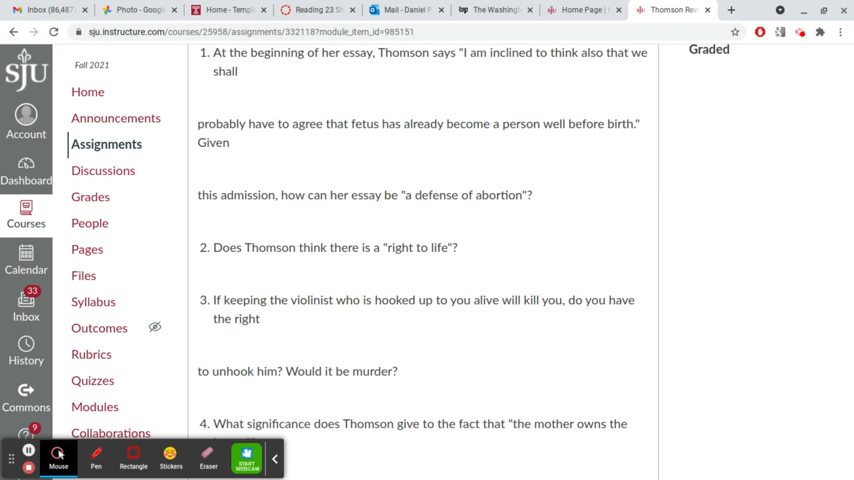 Inbox (86,487)
Photo - Google
Home - Templ
Reading 23 St
Mail - Daniel P
The Washingt
Home Page |
Thomson Rev
sju.instructure.com/courses/25958/assignments/332118?module_item_id=985151
SJU
Account
Dashboard
Courses
Calendar
33
Inbox
History
Commons
9
Fall 2021
Home
Announcements
Assignments
Discussions
Grades
People
Pages
Files
Syllabus
Outcomes
Rubrics
Quizzes
Modules
Collaborations
1. At the beginning of her essay, Thomson says "I am inclined to think also that we
shall
probably have to agree that fetus has already become a person well before birth."
Given
this admission, how can her essay be "a defense of abortion"?
2. Does Thomson think there is a "right to life"?
3. If keeping the violinist who is hooked up to you alive will kill you, do you have
the right
to unhook him? Would it be murder?
4. What significance does Thomson give to the fact that "the mother owns the
Graded
Mouse
Pen
Rectangle
Stickers
Eraser
START
WEBCAM